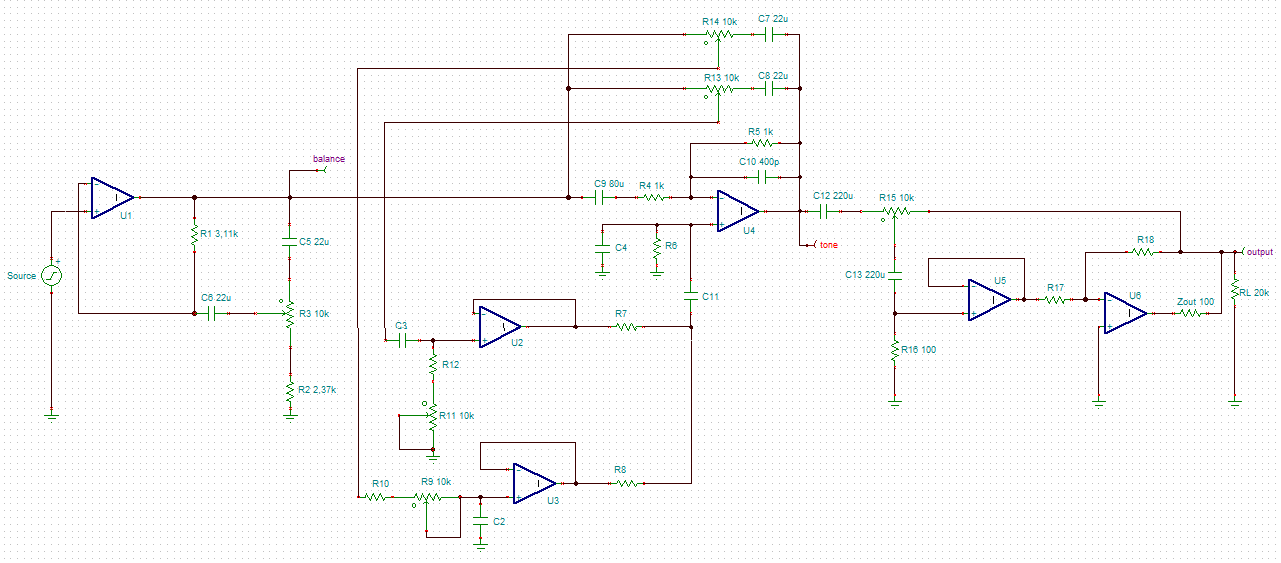 R14 10k
C7 22u
R13 10k
C8 22u
R5 1k
balance
C10 400p
C9 80u
R4 1k
C12 220u
R15 10k
U1
R1 3,11k
C5 22u
U4
C4
R6
tone
R18
output
Source
C13 220u
U5
C11
R17
U6
RL 20k
Zout 100
C6 22u
R3 10k
R7
C3
U2
R16 100
R12
R2 2,37k
R11 10k
R8
R10
R9 10k
U3
C2